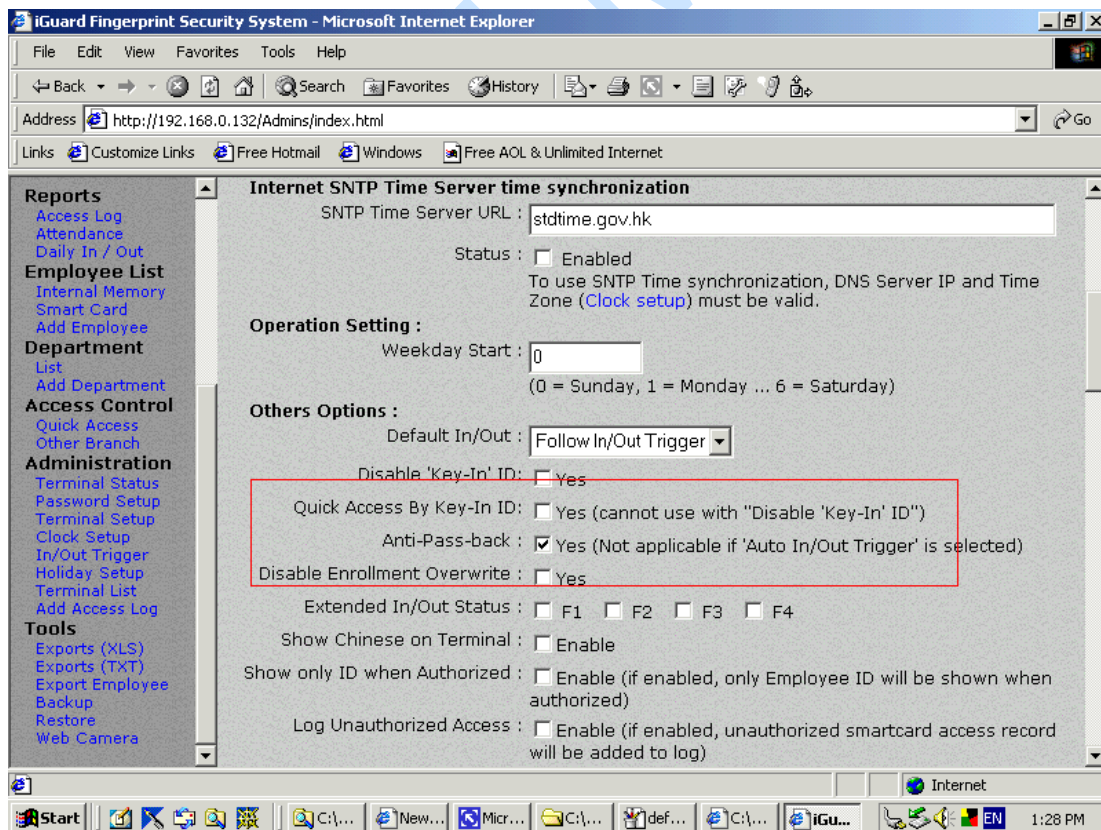 iGuard Fingerprint Security System - Microsoft Internet Explorer
File Edit View Favorites Tools Help
Back Search Favorites History
Address http://192.168.0.132/Admins/index.html Go
Links Customize Links Free Hotmail Windows Free AOL & Unlimited Internet
Reports
Access Log
Attendance
Daily In / Out
Employee List
Internal Memory
Smart Card
Add Employee
Department
List
Add Department
Access Control
Quick Access
Other Branch
Administration
Terminal Status
Password Setup
Terminal Setup
Clock Setup
In/Out Trigger
Holiday Setup
Terminal List
Add Access Log
Tools
Exports (XLS)
Exports (TXT)
Export Employee
Backup
Restore
Web Camera
Internet SNTP Time Server time synchronization
SNTP Time Server URL : stdtime.gov.hk
Status : Enabled
To use SNTP Time synchronization, DNS Server IP and Time
Zone (Clock setup) must be valid.
Operation Setting :
Weekday Start : 0
(0 = Sunday, 1 = Monday ... 6 = Saturday)
Others Options :
Default In/Out : Follow In/Out Trigger
Disable 'Key-In' ID: Yes
Quick Access By Key-In ID: Yes (cannot use with "Disable 'Key-In' ID")
Anti-Pass-back : Yes (Not applicable if 'Auto In/Out Trigger' is selected)
Disable Enrollment Overwrite : Yes
Extended In/Out Status : F1 F2 F3 F4
Show Chinese on Terminal : Enable
Show only ID when Authorized : Enable (if enabled, only Employee ID will be shown when
authorized)
Log Unauthorized Access : Enable (if enabled, unauthorized smartcard access record
will be added to log)
Internet
Start C:\... New... Micr... C:\... def... C:\... iGu... EN 1:28 PM